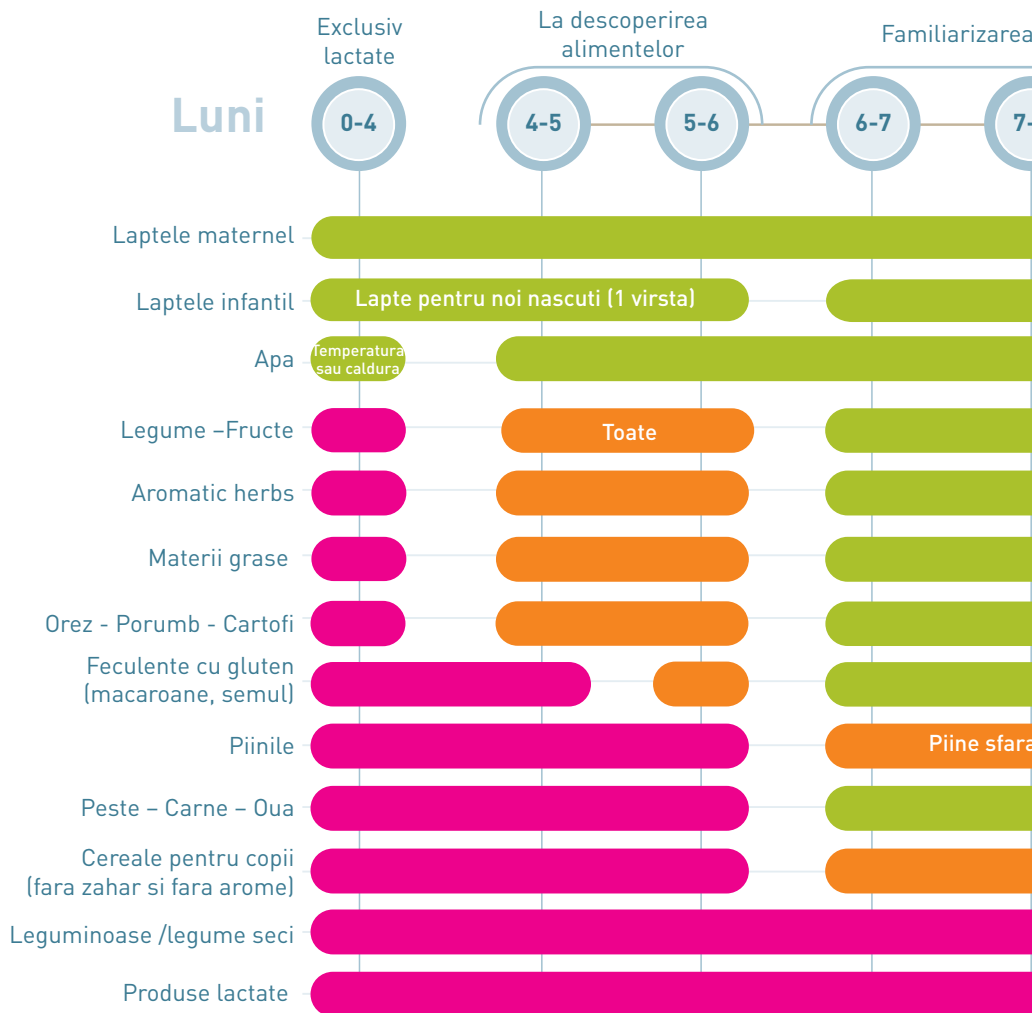 Exclusiv
lactate
La descoperirea
alimentelor
Familiarizarea
Luni
0-4
4-5
5-6
6-7
7-
Laptele maternel
Laptele infantil
Lapte pentru noi nascuti (1 virsta)
Apa
Temperatura
sau caldura
Legume –Fructe
Toate
Aromatic herbs
Materii grase
Orez - Porumb - Cartofi
Feculente cu gluten
(macaroane, semul)
Piinile
Piine sfara
Peste – Carne – Oua
Cereale pentru copii
(fara zahar si fara arome)
Leguminoase /legume seci
Produse lactate